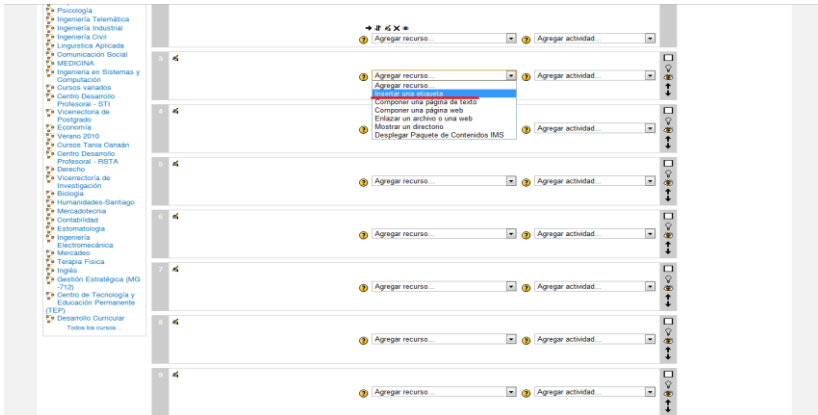 Psicología
Ingeniería Telemática
Ingeniería Industrial
Ingeniería Civil
Linguistica Aplicada
Comunicación Social
MEDICINA
Ingenieria en Sistemas y
Computación
Cursos variados
Centro Desarrollo
Profesoral - STI
Vicerrectoria de
Postgrado
Economía
Verano 2010
Cursos Tania Canaán
Centro Desarrollo
Profesoral - RSTA
Derecho
Vicerrectoría de
Investigación
Biologia
Humanidades-Santiago
Mercadotecnia
Contabilidad
Estomatologia
Ingeniería
Electromecánica
Mercadeo
Terapia Fisica
Inglés
Gestión Estratégica (MG
-712)
Centro de Tecnología y
Educación Permanente
(TEP)
Desarrollo Curricular
Todos los cursos ...
Agregar recurso... Agregar actividad...
3
Agregar recurso... Agregar actividad...
Agregar recurso...
Insertar una etiqueta
Componer una página de texto
Componer una página web
Enlazar un archivo o una web
Mostrar un directorio
Desplegar Paquete de Contenidos IMS
4
Agregar actividad...
5
Agregar recurso... Agregar actividad...
6
Agregar recurso... Agregar actividad...
7
Agregar recurso... Agregar actividad...
8
Agregar recurso... Agregar actividad...
9
Agregar recurso... Agregar actividad...